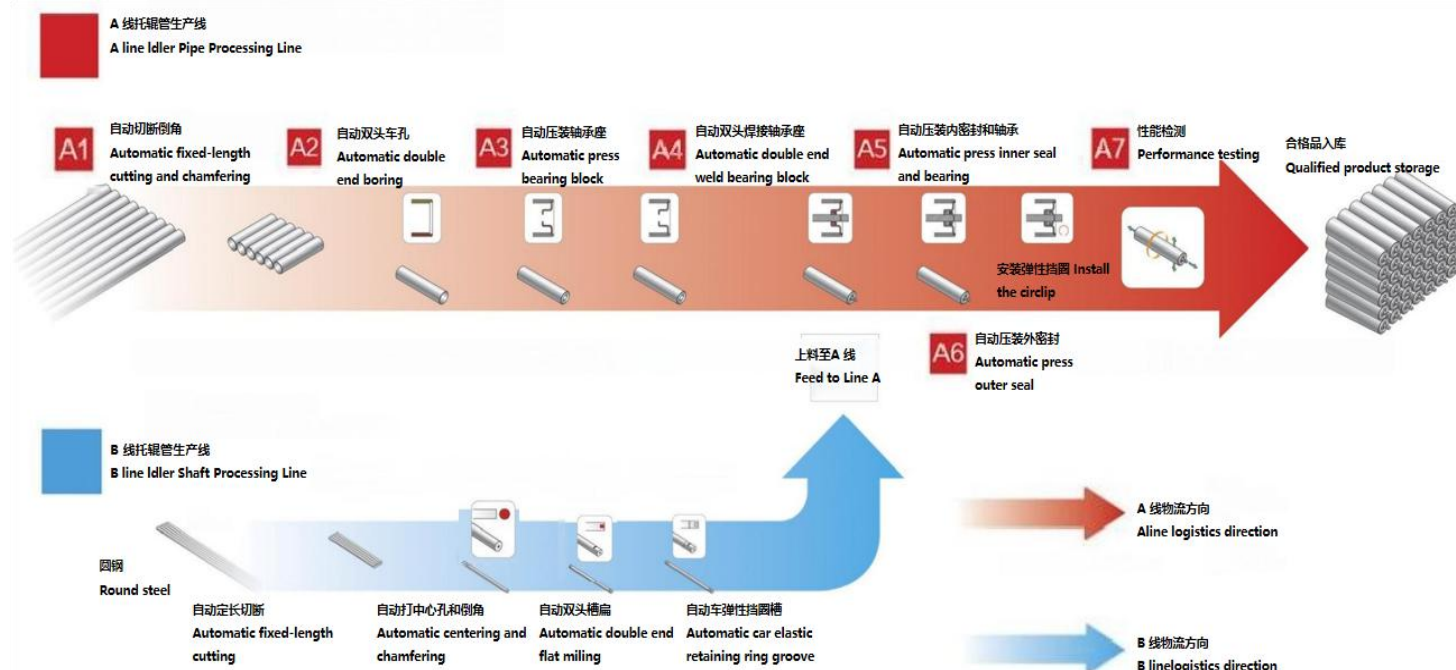 A 线托辊管生产线
A line ldler Pipe Processing Line
A1
自动切断倒角
Automatic fixed-length
cutting and chamfering
A2
自动双头车孔
Automatic double
end boring
A3
自动压装轴承座
Automatic press
bearing block
A4
自动双头焊接轴承座
Automatic double end
weld bearing block
A5
自动压装内密封和轴承
Automatic press inner seal
and bearing
A7
性能检测
Performance testing
合格品入库
Qualified product storage
安装弹性挡圈 Install
the circlip
A6
自动压装外密封
Automatic press
outer seal
上料至A 线
Feed to Line A
B 线托辊管生产线
B line ldler Shaft Processing Line
圆钢
Round steel
自动定长切断
Automatic fixed-length
cutting
自动打中心孔和倒角
Automatic centering and
chamfering
自动双头槽扁
Automatic double end
flat miling
自动车弹性挡圈槽
Automatic car elastic
retaining ring groove
A 线物流方向
Aline logistics direction
B 线物流方向
B linelogistics direction